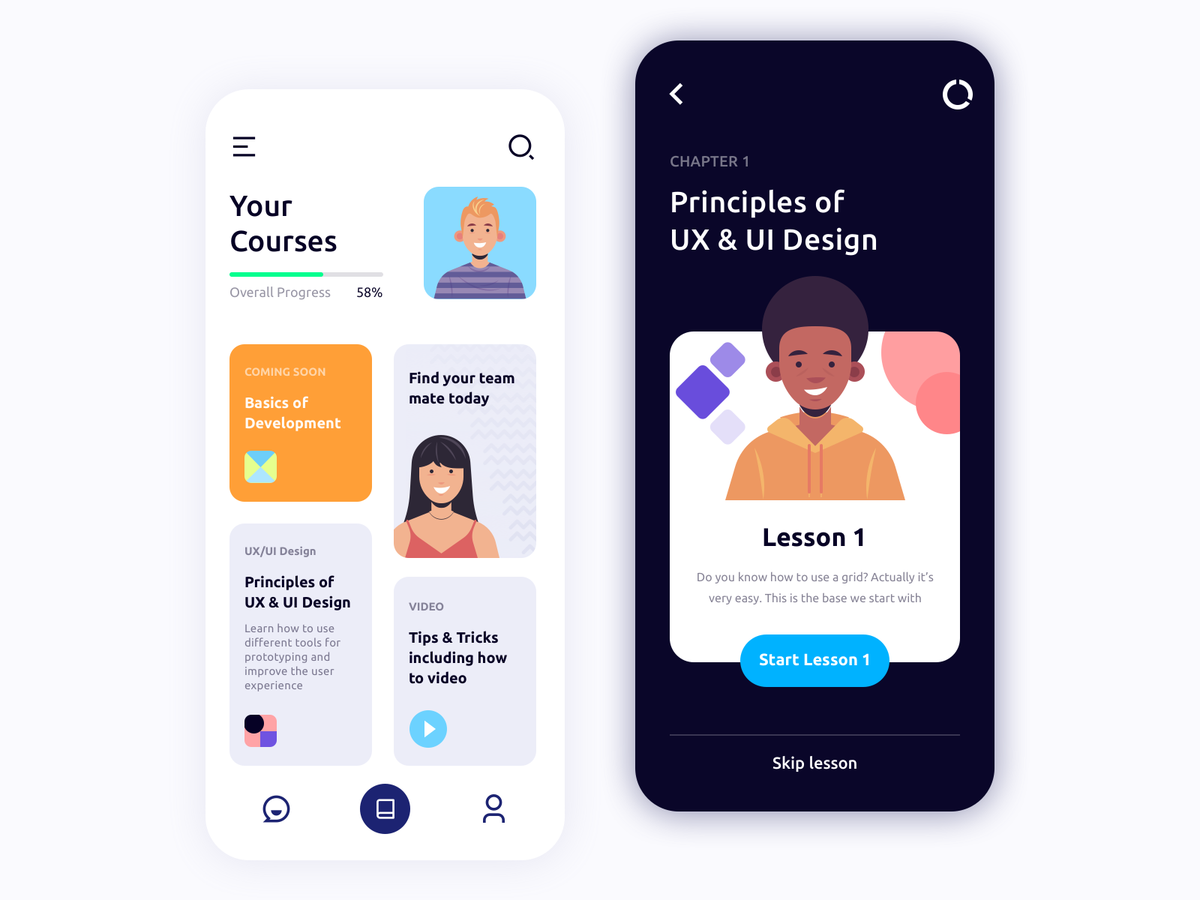 Your
Courses
Overall Progress 58%
COMING SOON
Basics of
Development
Find your team
mate today
UX/UI Design
Principles of
UX & UI Design
Learn how to use
different tools for
prototyping and
improve the user
experience
VIDEO
Tips & Tricks
including how
to video
CHAPTER 1
Principles of
UX & UI Design
Lesson 1
Do you know how to use a grid? Actually it’s
very easy. This is the base we start with
Start Lesson 1
Skip lesson